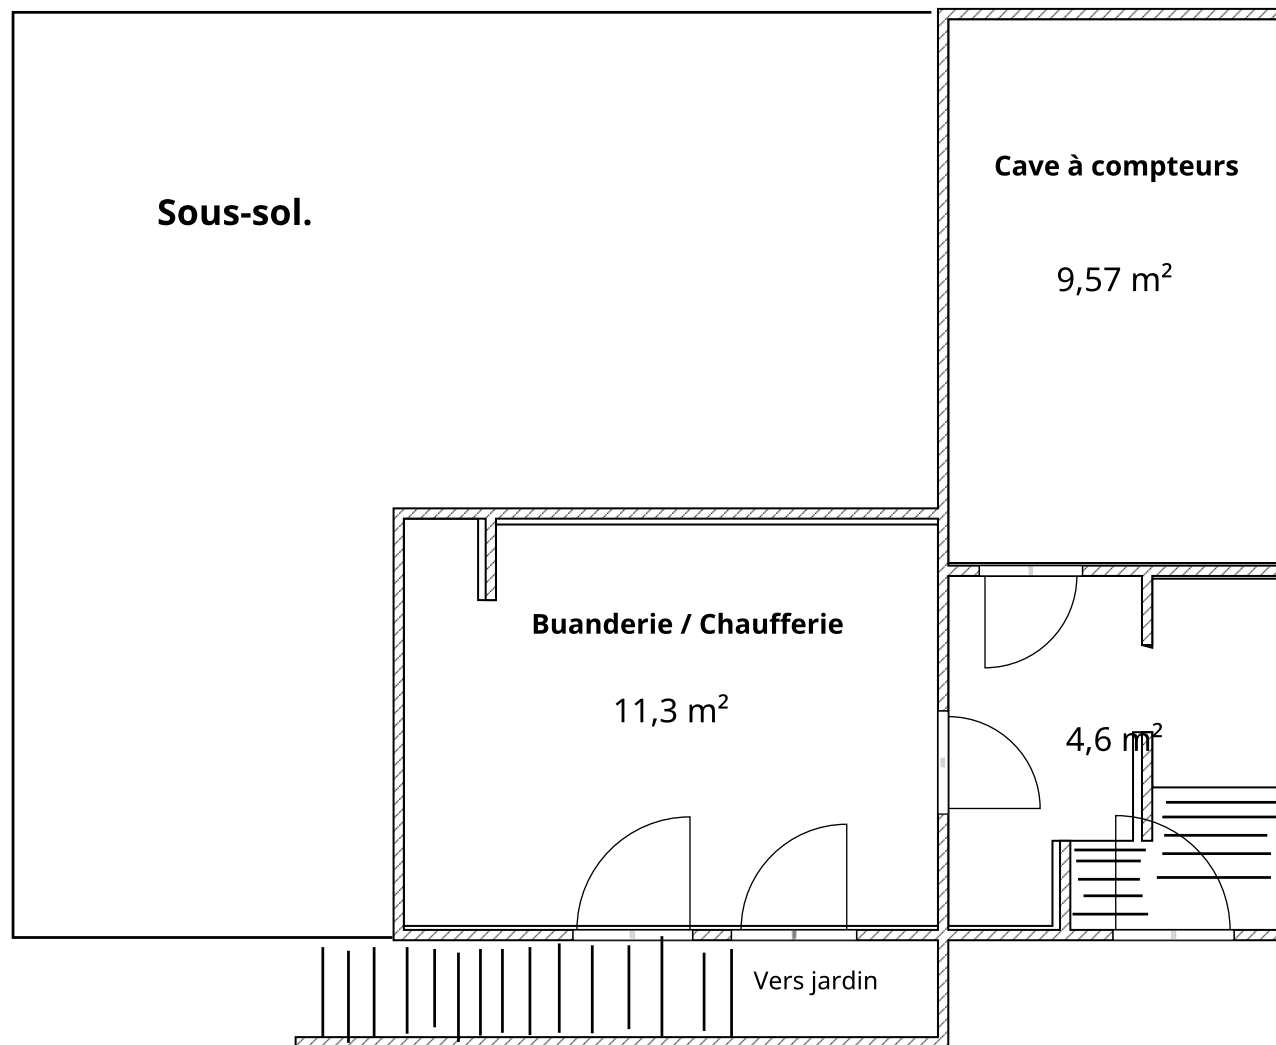 Cave à compteurs
Sous-sol.
9,57 m²
Buanderie / Chaufferie
11,3 m²
4,6 m²
Vers jardin